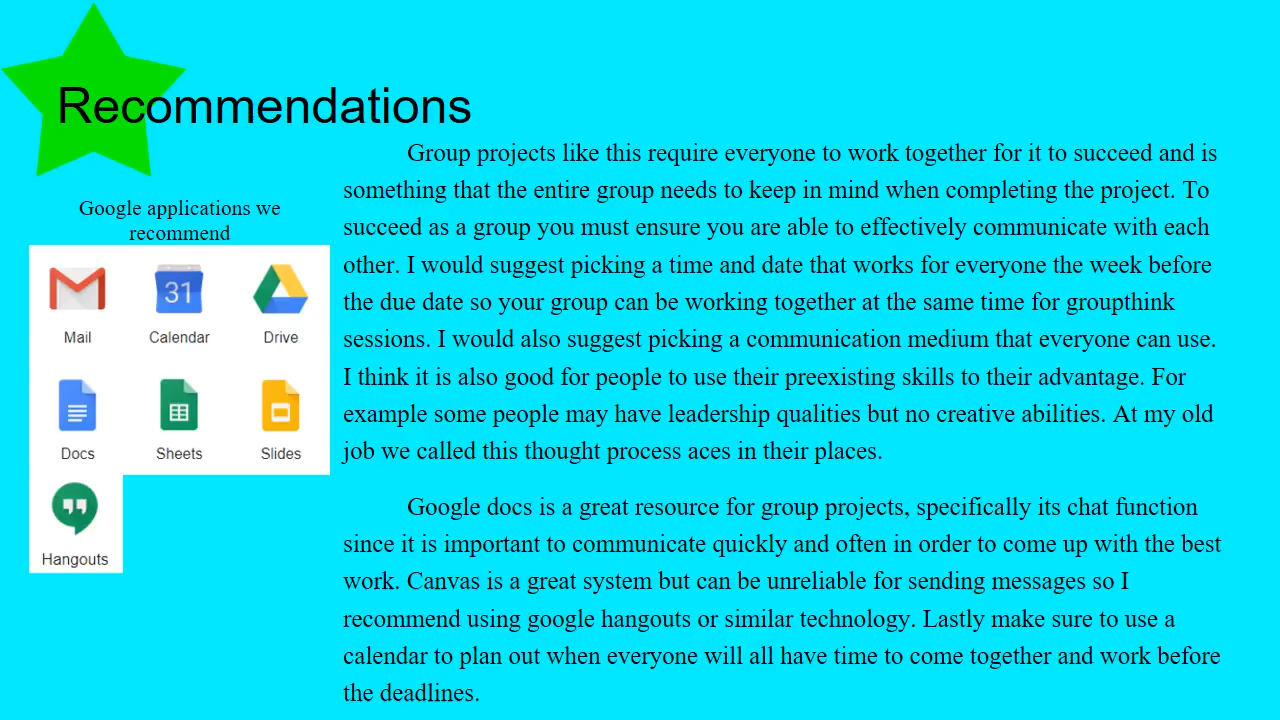 Recommendations
Google applications we
recommend
Mail
31
Calendar
Drive
Docs
Sheets
Slides
Hangouts
Group projects like this require everyone to work together for it to succeed and is
something that the entire group needs to keep in mind when completing the project. To
succeed as a group you must ensure you are able to effectively communicate with each
other. I would suggest picking a time and date that works for everyone the week before
the due date so your group can be working together at the same time for groupthink
sessions. I would also suggest picking a communication medium that everyone can use.
I think it is also good for people to use their preexisting skills to their advantage. For
example some people may have leadership qualities but no creative abilities. At my old
job we called this thought process aces in their places.
Google docs is a great resource for group projects, specifically its chat function
since it is important to communicate quickly and often in order to come up with the best
work. Canvas is a great system but can be unreliable for sending messages so I
recommend using google hangouts or similar technology. Lastly make sure to use a
calendar to plan out when everyone will all have time to come together and work before
the deadlines.